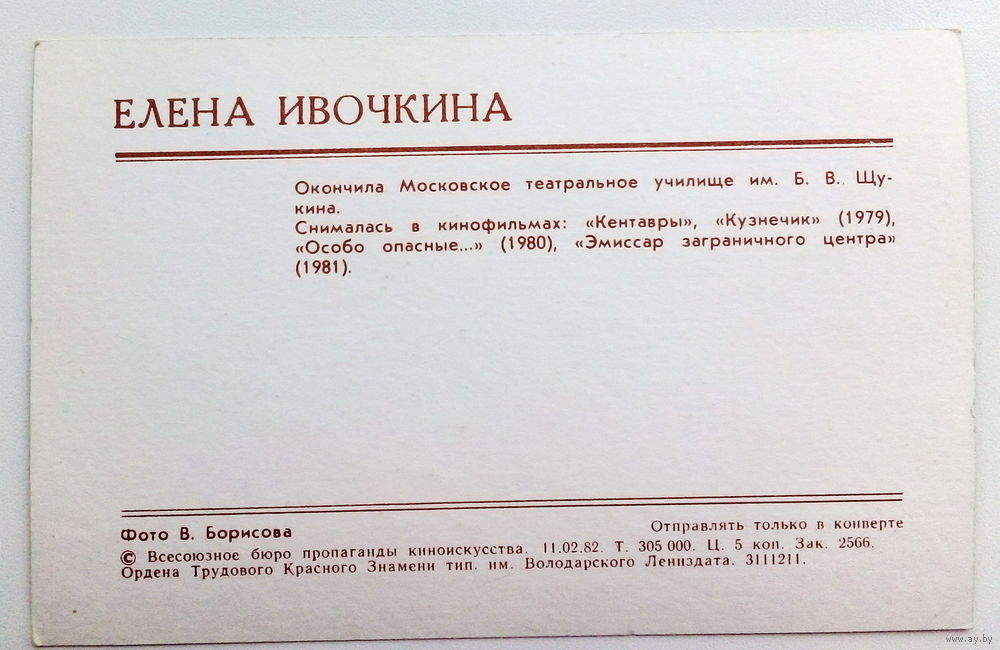 ЕЛЕНА ИВОЧКИНА
Окончила Московское театральное училище им. Б. В. Щу-
кина.
Снималась в кинофильмах: «Кентавры», «Кузнечик» (1979),
«Особо опасные...» (1980), «Эмиссар заграничного центра»
(1981).
Фото В. Борисова
Отправлять только в конверте
© Всесоюзное бюро пропаганды киноискусства. 11.02.82. Т. 305 000. Ц. 5 коп. Зак. 2566.
Ордена Трудового Красного Знамени тип. им. Володарского Лениздата. 3111211.
www.ay.by